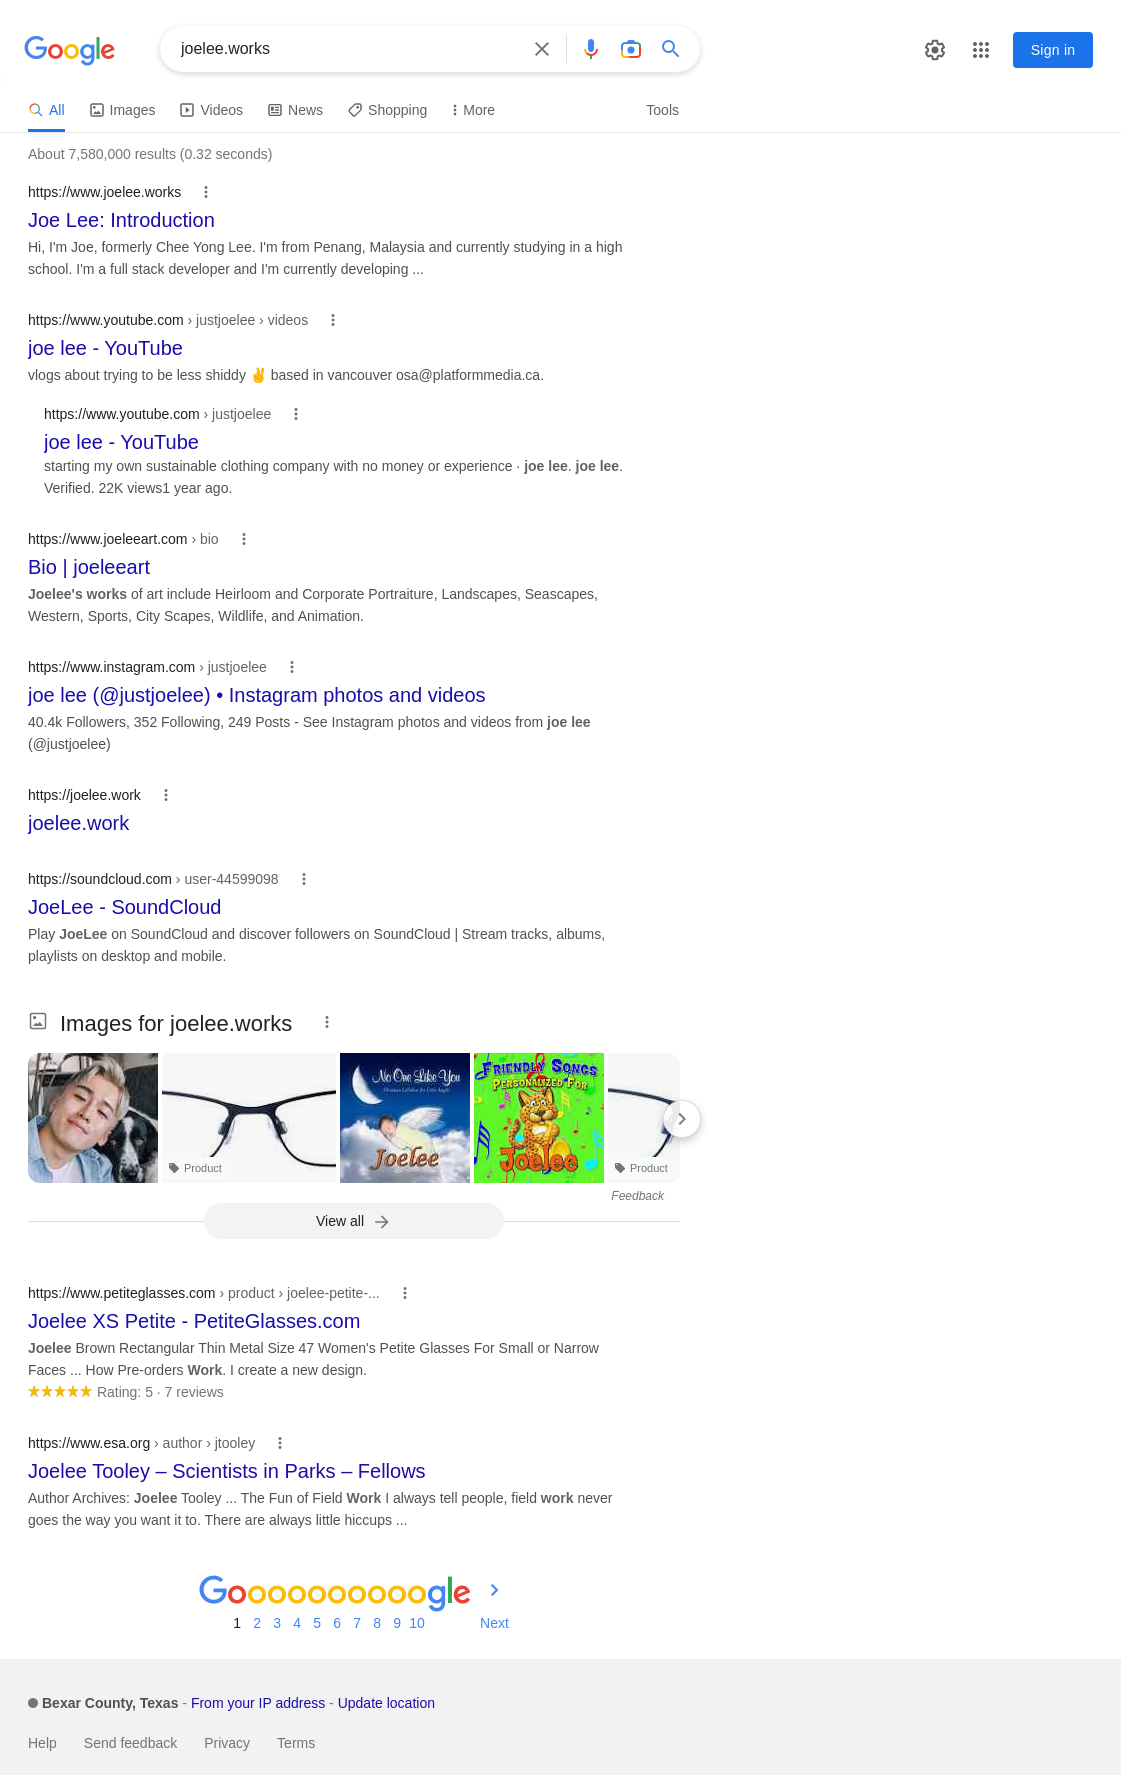 Google
joelee.works
Sign in
All Images Videos News Shopping More Tools
About 7,580,000 results (0.32 seconds)
https://www.joelee.works
Joe Lee: Introduction
Hi, I'm Joe, formerly Chee Yong Lee. I'm from Penang, Malaysia and currently studying in a high
school. I'm a full stack developer and I'm currently developing ...
https://www.youtube.com › justjoelee › videos
joe lee - YouTube
vlogs about trying to be less shiddy ✌ based in vancouver osa@platformmedia.ca.
https://www.youtube.com › justjoelee
joe lee - YouTube
starting my own sustainable clothing company with no money or experience · joe lee. joe lee.
Verified. 22K views1 year ago.
https://www.joeleeart.com › bio
Bio | joeleeart
Joelee's works of art include Heirloom and Corporate Portraiture, Landscapes, Seascapes,
Western, Sports, City Scapes, Wildlife, and Animation.
https://www.instagram.com › justjoelee
joe lee (@justjoelee) • Instagram photos and videos
40.4k Followers, 352 Following, 249 Posts - See Instagram photos and videos from joe lee
(@justjoelee)
https://joelee.work
joelee.work
https://soundcloud.com › user-44599098
JoeLee - SoundCloud
Play JoeLee on SoundCloud and discover followers on SoundCloud | Stream tracks, albums,
playlists on desktop and mobile.
Images for joelee.works
No One Like You
Joelee
Friendly Songs
Personalized For
Joelee
Product
Product
Feedback
View all
https://www.petiteglasses.com › product › joelee-petite-...
Joelee XS Petite - PetiteGlasses.com
Joelee Brown Rectangular Thin Metal Size 47 Women's Petite Glasses For Small or Narrow
Faces ... How Pre-orders Work. I create a new design.
Rating: 5 · 7 reviews
https://www.esa.org › author › jtooley
Joelee Tooley – Scientists in Parks – Fellows
Author Archives: Joelee Tooley ... The Fun of Field Work I always tell people, field work never
goes the way you want it to. There are always little hiccups ...
Goooooooooogle
1 2 3 4 5 6 7 8 9 10 Next
Bexar County, Texas - From your IP address - Update location
Help Send feedback Privacy Terms